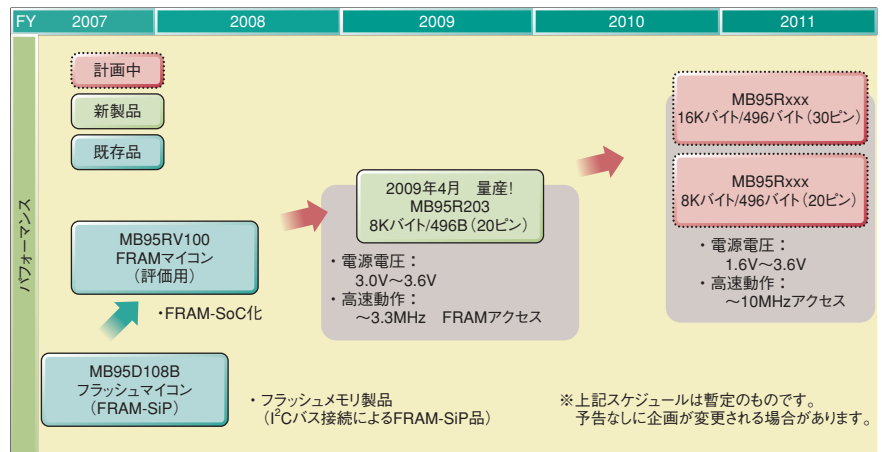 FY 2007 2008 2009 2010 2011
パフォーマンス
計画中
新製品
既存品
MB95D108B
フラッシュマイコン
(FRAM-SiP)
・フラッシュメモリ製品
(I²Cバス接続によるFRAM-SiP品)
MB95RV100
FRAMマイコン
(評価用)
・FRAM-SoC化
2009年4月 量産!
MB95R203
8Kバイト/496B(20ピン)
・電源電圧:
3.0V~3.6V
・高速動作:
~3.3MHz FRAMアクセス
MB95Rxxx
16Kバイト/496バイト(30ピン)
MB95Rxxx
8Kバイト/496バイト(20ピン)
・電源電圧:
1.6V~3.6V
・高速動作:
~10MHzアクセス
※上記スケジュールは暫定のものです。
予告なしに企画が変更される場合があります。